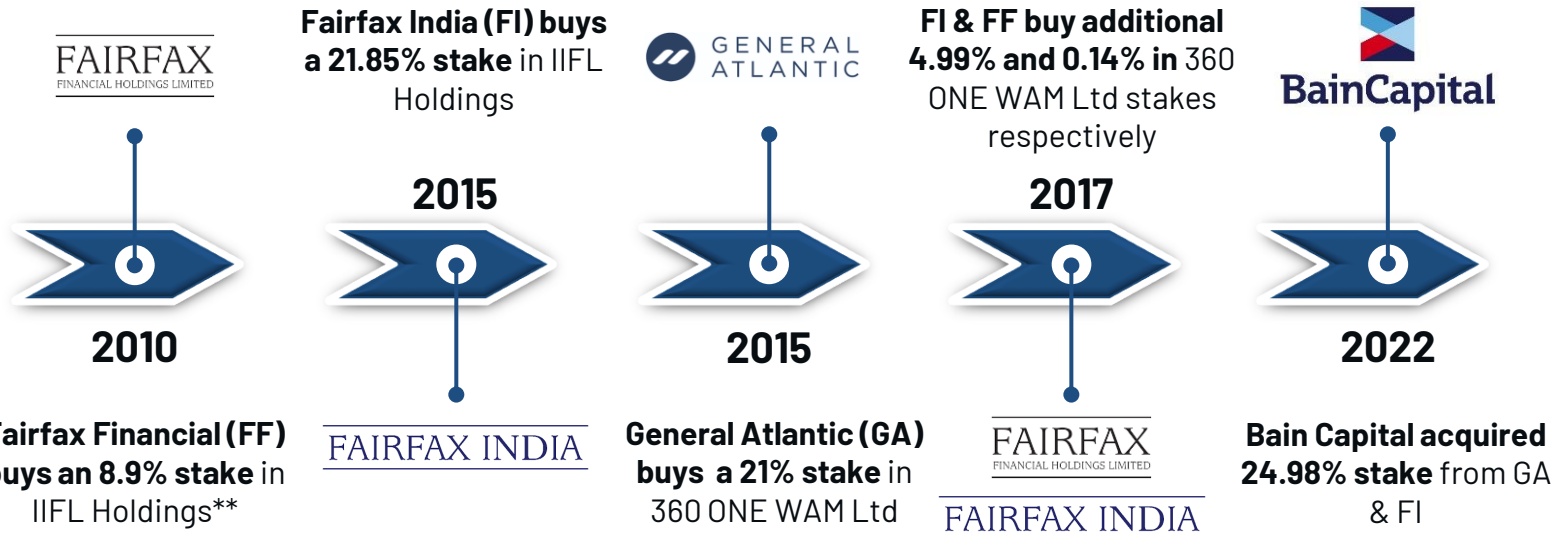 FAIRFAX
FINANCIAL HOLDINGS LIMITED
2010
Fairfax Financial (FF)
buys an 8.9% stake in
IIFL Holdings**
Fairfax India (FI) buys
a 21.85% stake in IIFL
Holdings
2015
FAIRFAX INDIA
GENERAL
ATLANTIC
2015
General Atlantic (GA)
buys a 21% stake in
360 ONE WAM Ltd
FI & FF buy additional
4.99% and 0.14% in 360
ONE WAM Ltd stakes
respectively
2017
FAIRFAX
FINANCIAL HOLDINGS LIMITED
FAIRFAX INDIA
BainCapital
2022
Bain Capital acquired
24.98% stake from GA
& FI